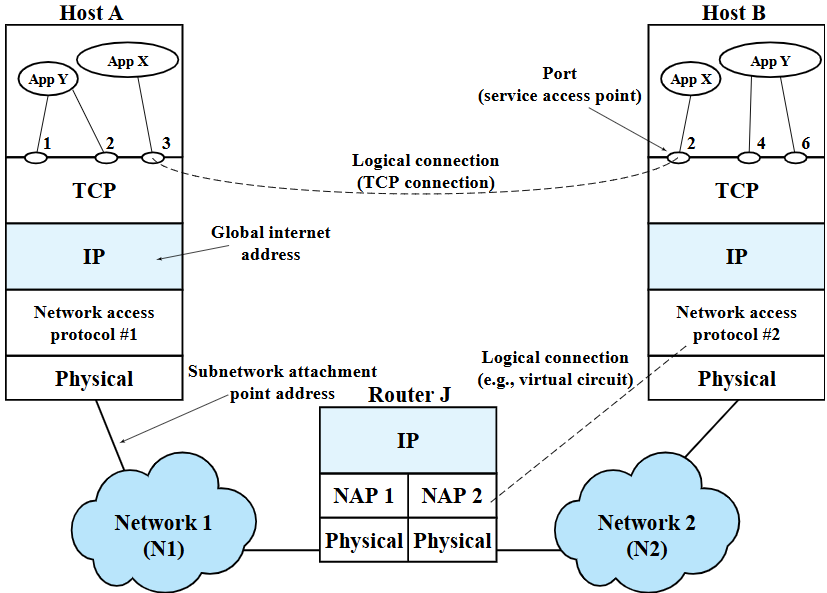 Host A
Host B
App X
App Y
App Y
App X
Port
(service access point)
1
2
3
2
4
6
Logical connection
(TCP connection)
TCP
TCP
Global internet
address
IP
IP
Network access
protocol #1
Network access
protocol #2
Logical connection
(e.g., virtual circuit)
Subnetwork attachment
point address
Physical
Physical
Router J
IP
NAP 1
NAP 2
Physical
Physical
Network 1
(N1)
Network 2
(N2)